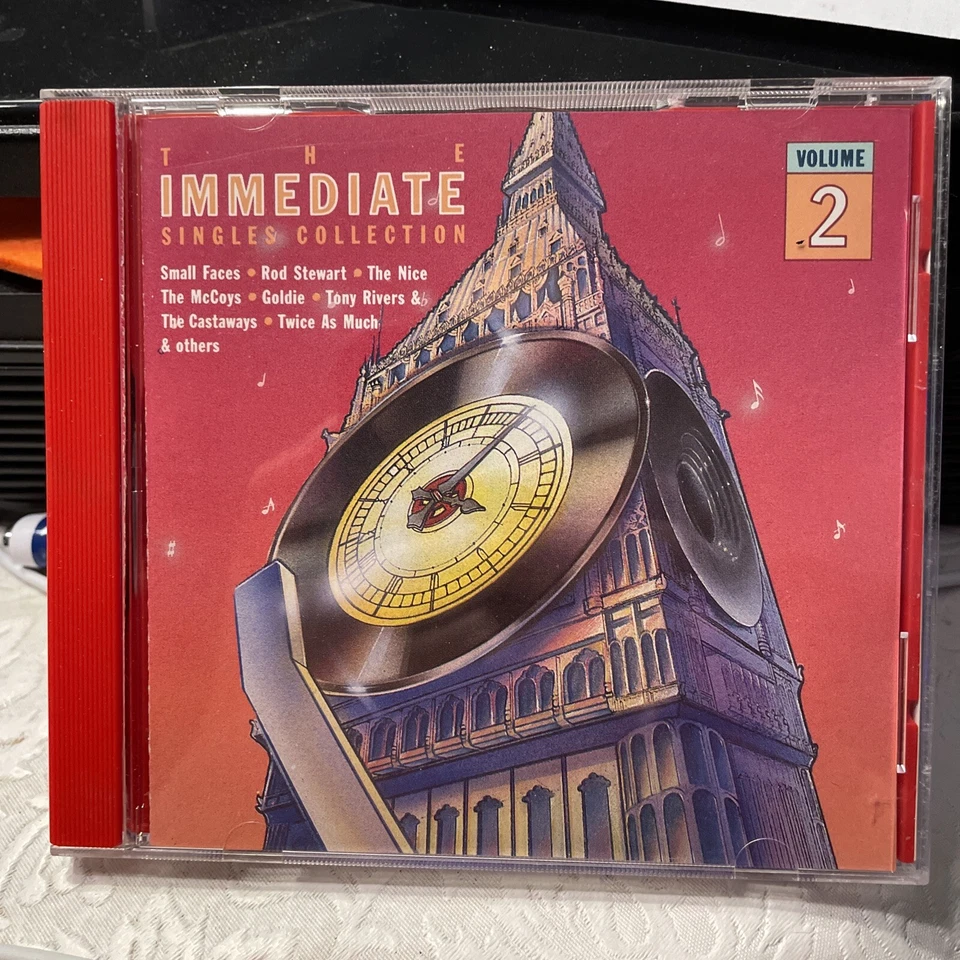 THE
IMMEDIATE
SINGLES COLLECTION
Small Faces • Rod Stewart • The Nice
The McCoys • Goldie • Tony Rivers &
The Castaways • Twice As Much
& others
VOLUME
2